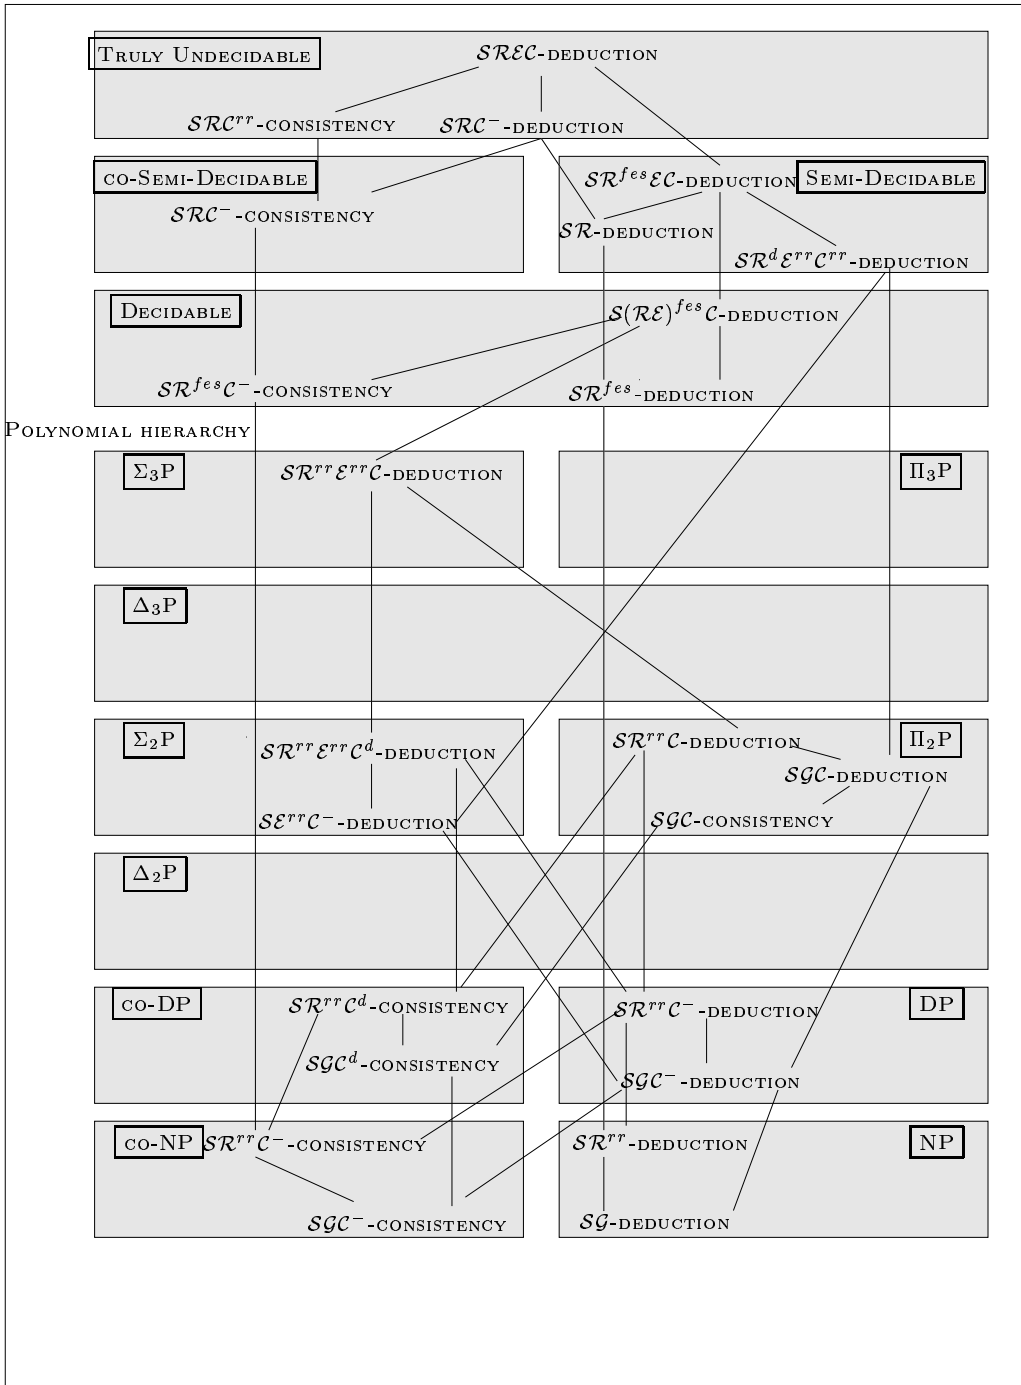 TRULY UNDECIDABLE
SREC-DEDUCTION
SRC^rr-CONSISTENCY
SRC^−-DEDUCTION
CO-SEMI-DECIDABLE
SR^fes EC-DEDUCTION
SEMI-DECIDABLE
SRC^−-CONSISTENCY
SR-DEDUCTION
SR^d E^rr C^rr-DEDUCTION
DECIDABLE
S(RE)^fes C-DEDUCTION
SR^fes C^−-CONSISTENCY
SR^fes-DEDUCTION
POLYNOMIAL HIERARCHY
Σ₃P
SR^rr E^rr C-DEDUCTION
Π₃P
Δ₃P
Σ₂P
SR^rr E^rr C^d-DEDUCTION
SR^rr C-DEDUCTION
Π₂P
SGC-DEDUCTION
SE^rr C^−-DEDUCTION
SGC-CONSISTENCY
Δ₂P
CO-DP
SR^rr C^d-CONSISTENCY
SR^rr C^−-DEDUCTION
DP
SGC^d-CONSISTENCY
SGC^−-DEDUCTION
CO-NP
SR^rr C^−-CONSISTENCY
SR^rr-DEDUCTION
NP
SGC^−-CONSISTENCY
SG-DEDUCTION